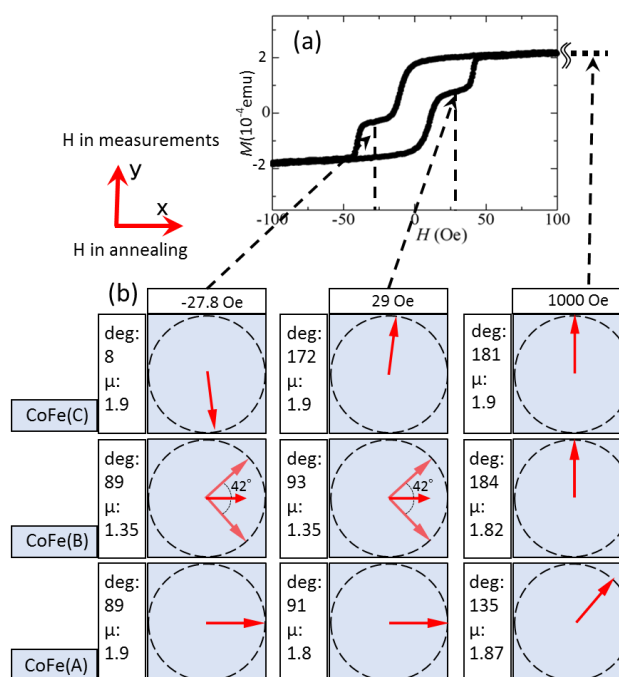 (a)
2
0
-2
M(10⁻⁴emu)
-100
-50
0
50
100
H (Oe)
H in measurements
y
x
H in annealing
(b)
-27.8 Oe
29 Oe
1000 Oe
CoFe(C)
deg:
8
μ:
1.9
deg:
172
μ:
1.9
deg:
181
μ:
1.9
CoFe(B)
deg:
89
μ:
1.35
42°
deg:
93
μ:
1.35
42°
deg:
184
μ:
1.82
CoFe(A)
deg:
89
μ:
1.9
deg:
91
μ:
1.8
deg:
135
μ:
1.87